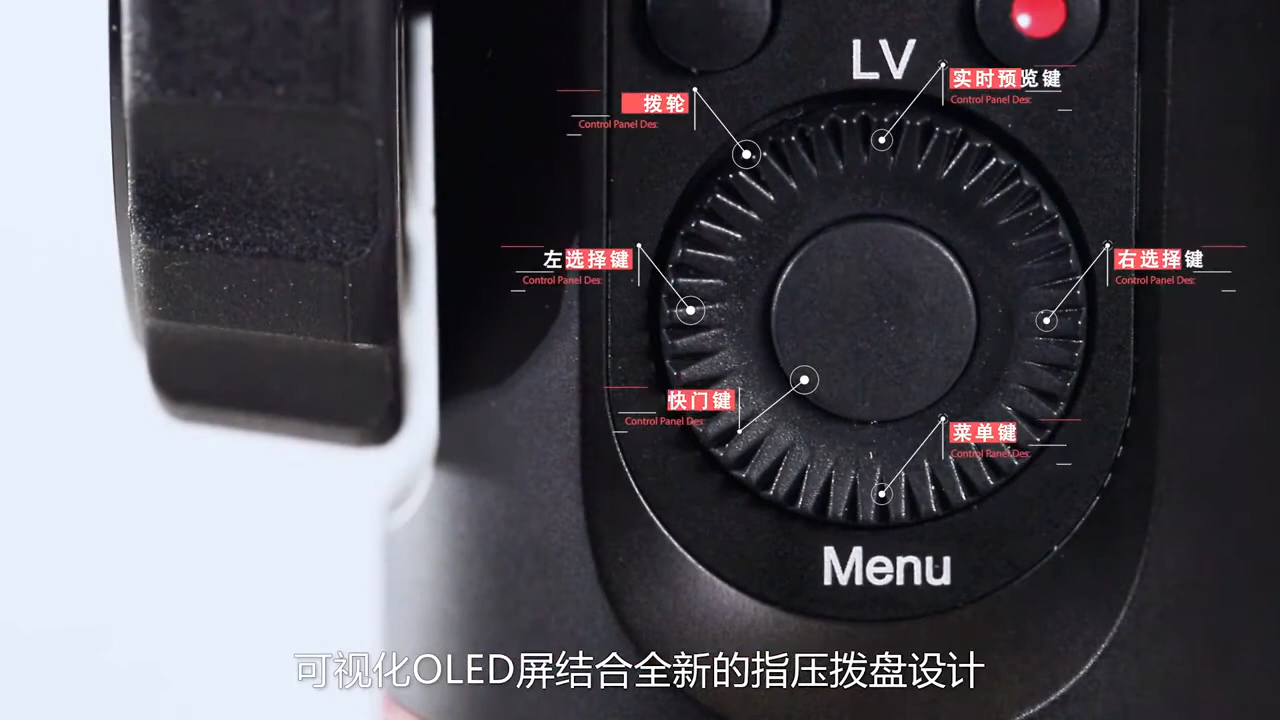 LV
实时预览键
Control Panel Des:
拨轮
Control Panel Des:
左选择键
Control Panel Des:
右选择键
Control Panel Des:
快门键
Control Panel Des:
菜单键
Control Panel Des:
Menu
可视化OLED屏结合全新的指压拨盘设计